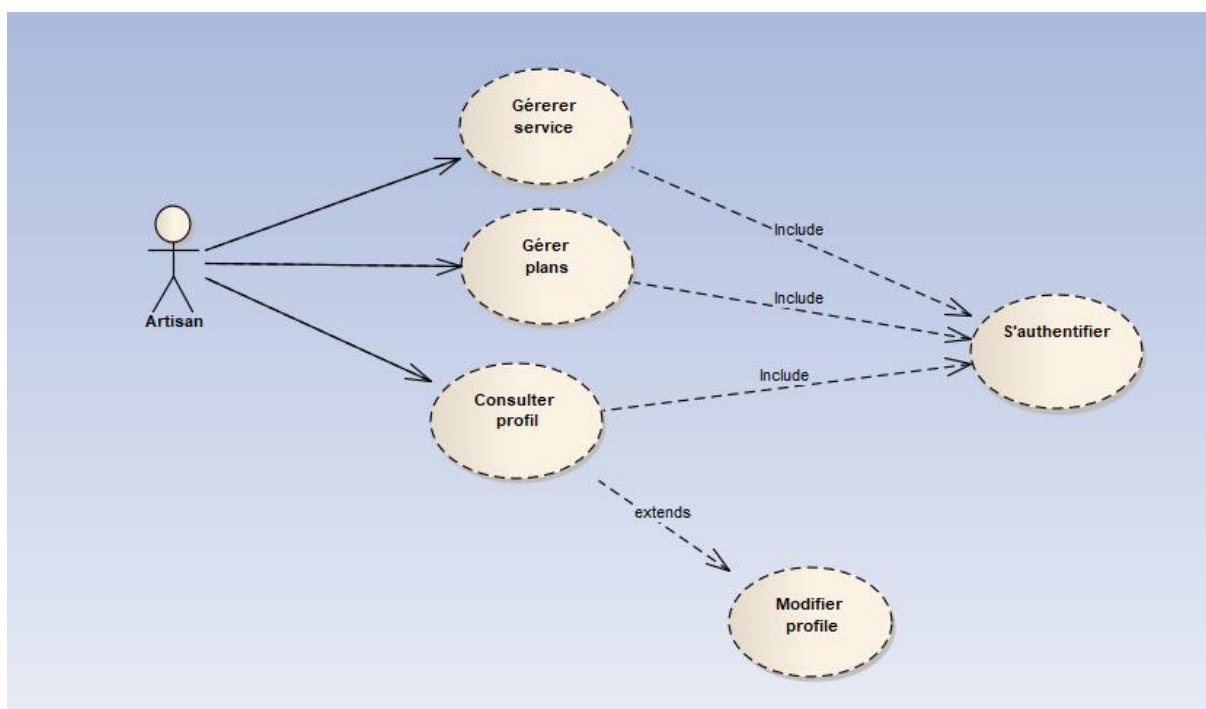 Gérerer
service
Include
Gérer
plans
Include
Artisan
S'authentifier
Include
Consulter
profil
extends
Modifier
profile